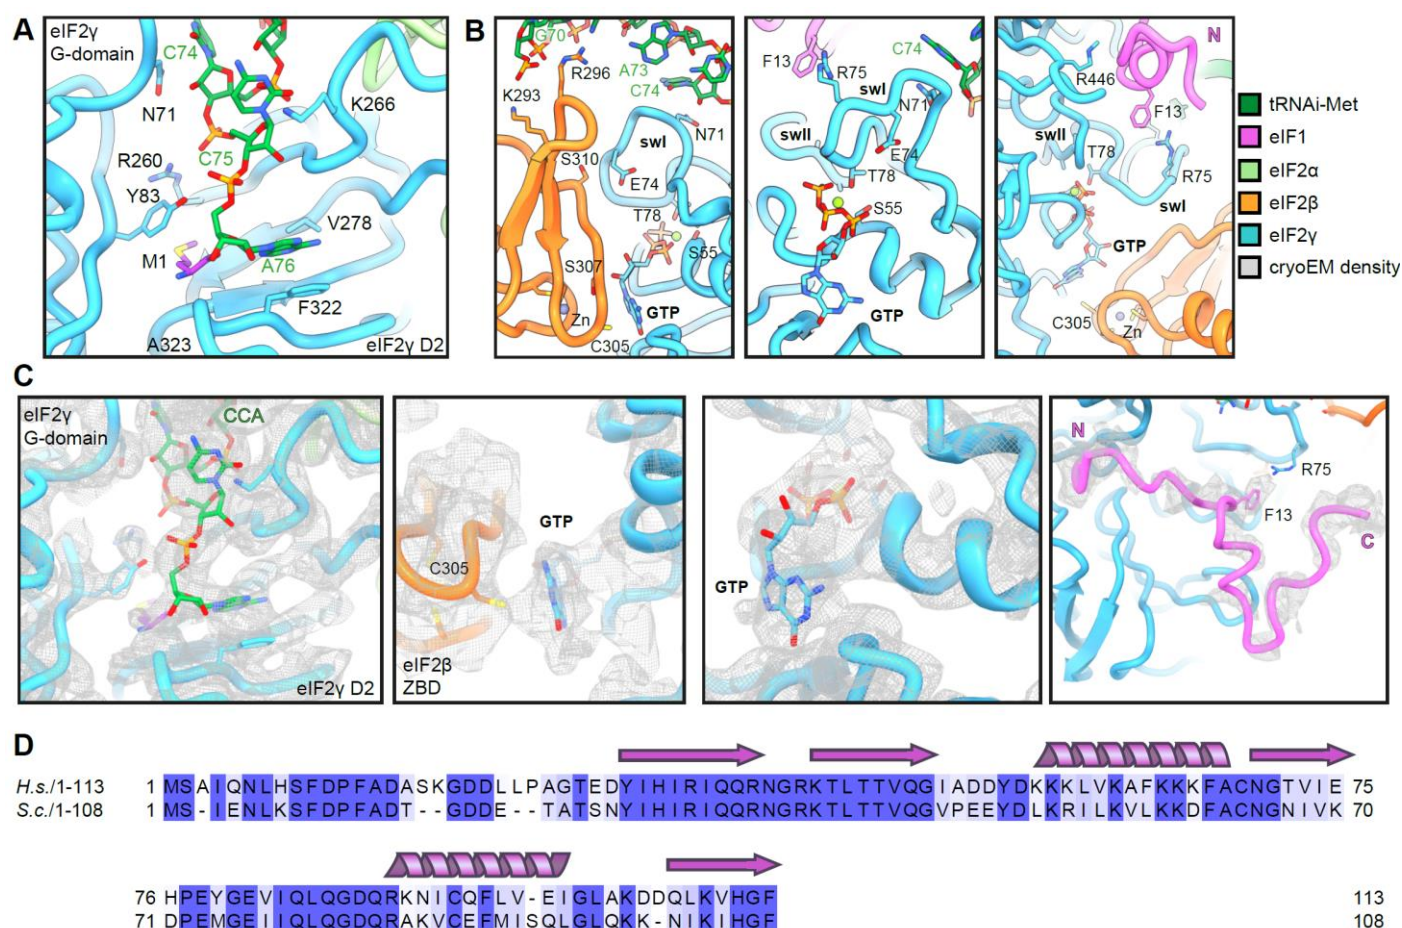 A
eIF2γ
G-domain
C74
N71
K266
R260
C75
Y83
V278
M1
A76
F322
A323
eIF2γ D2
B
G70
R296
A73
C74
K293
N71
swI
S310
E74
T78
S55
S307
Zn
GTP
C305
F13
R75
C74
swI
N71
swII
E74
T78
S55
GTP
N
R446
F13
swII
T78
R75
swI
GTP
C305
Zn
tRNAi-Met
eIF1
eIF2α
eIF2β
eIF2γ
cryoEM density
C
eIF2γ
G-domain
CCA
eIF2γ D2
GTP
C305
eIF2β
ZBD
GTP
N
R75
F13
C
D
H.s./1-113 1 MSAIQNLHSFDPFADASKGDDLLPAGTEDYIHIRIQQRNGRKTLTTVQGIADDYDKKKLVKAFKKKFACNGTVIE 75
S.c./1-108 1 MS-IENLKSFDPFADT--GDDE--TATSNYIHIRIQQRNGRKTLTTVQGVPEEYDLKRILKVLKKDFACNGNIVK 70
76 HPEYGEVIQLQGDQRKNICQFLV-EIGLAKDDQLKVHGF 113
71 DPEMGEIIQLQGDQRAKVCEFMISQLGLQKK-NIKIHGF 108